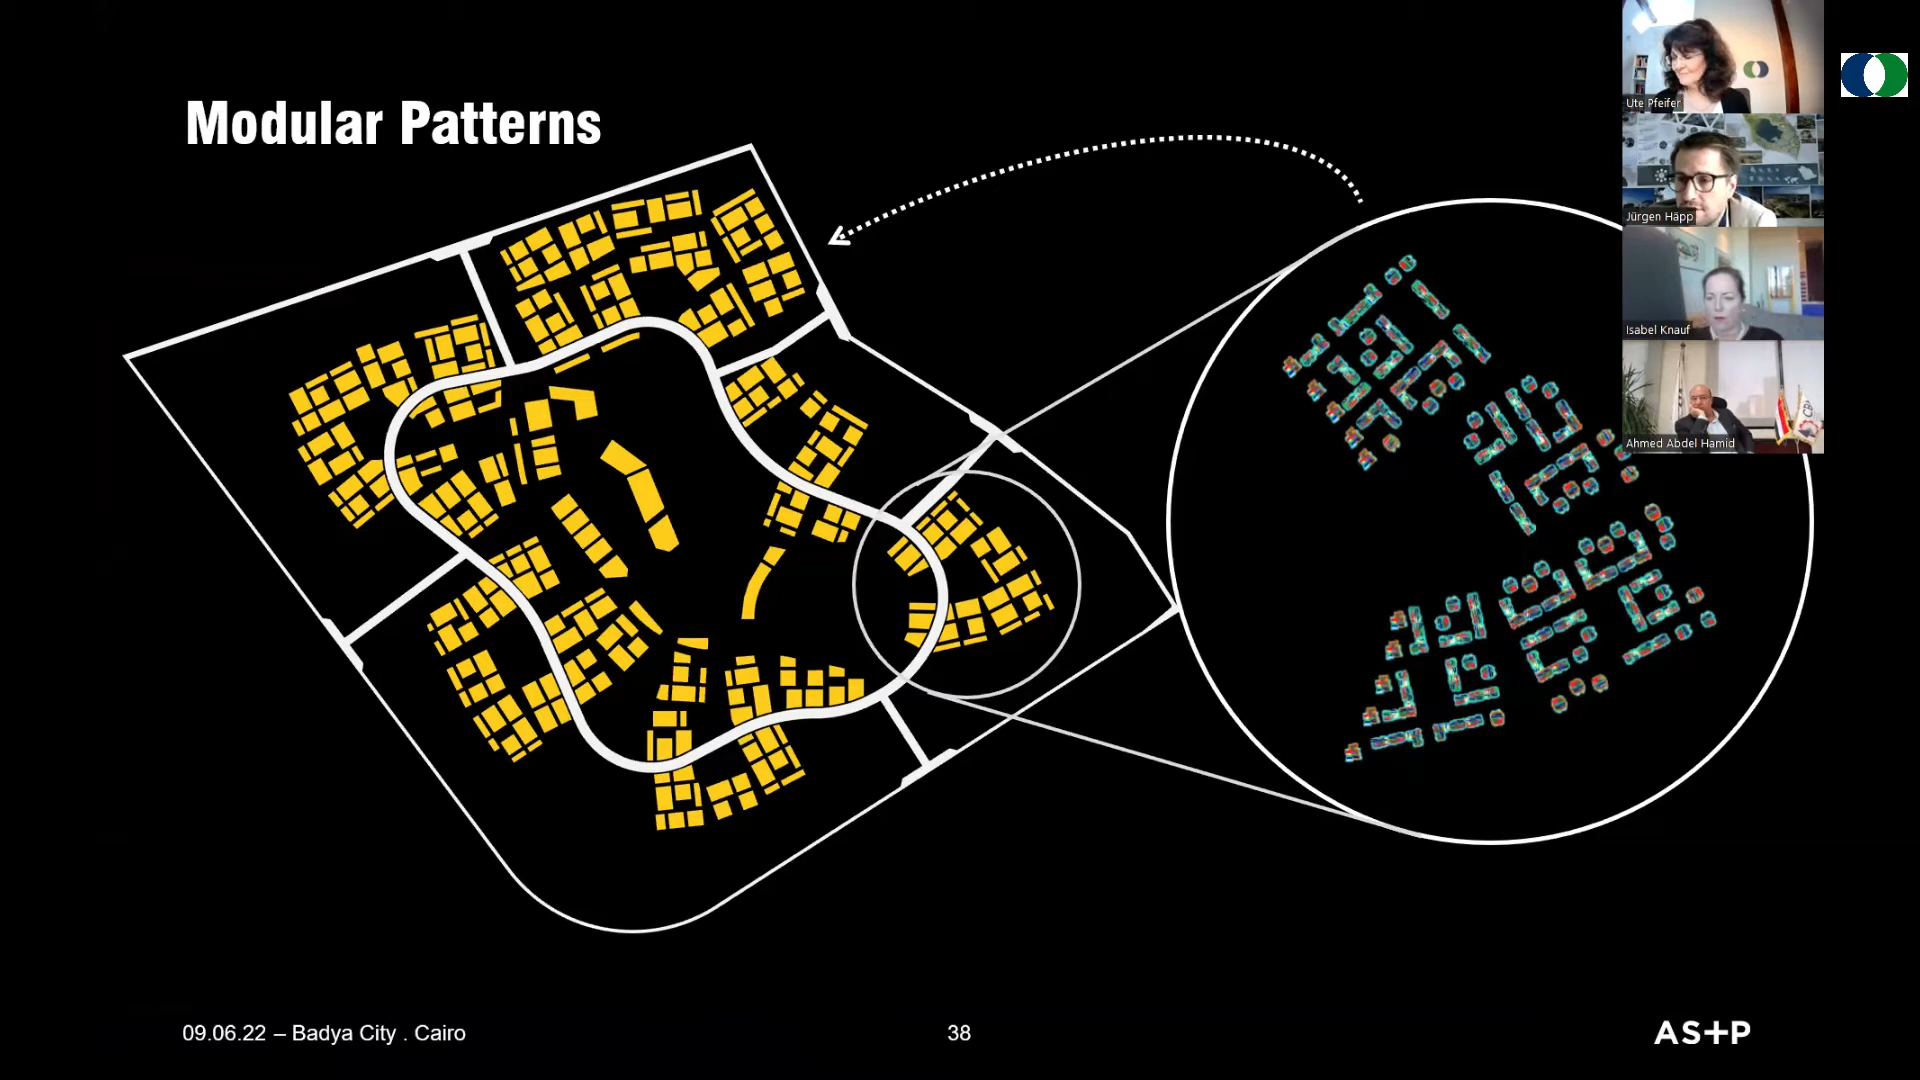 Modular Patterns
Ute Pfeifer
Jürgen Häpp
Isabel Knauf
Ahmed Abdel Hamid
09.06.22 – Badya City . Cairo
38
AS+P